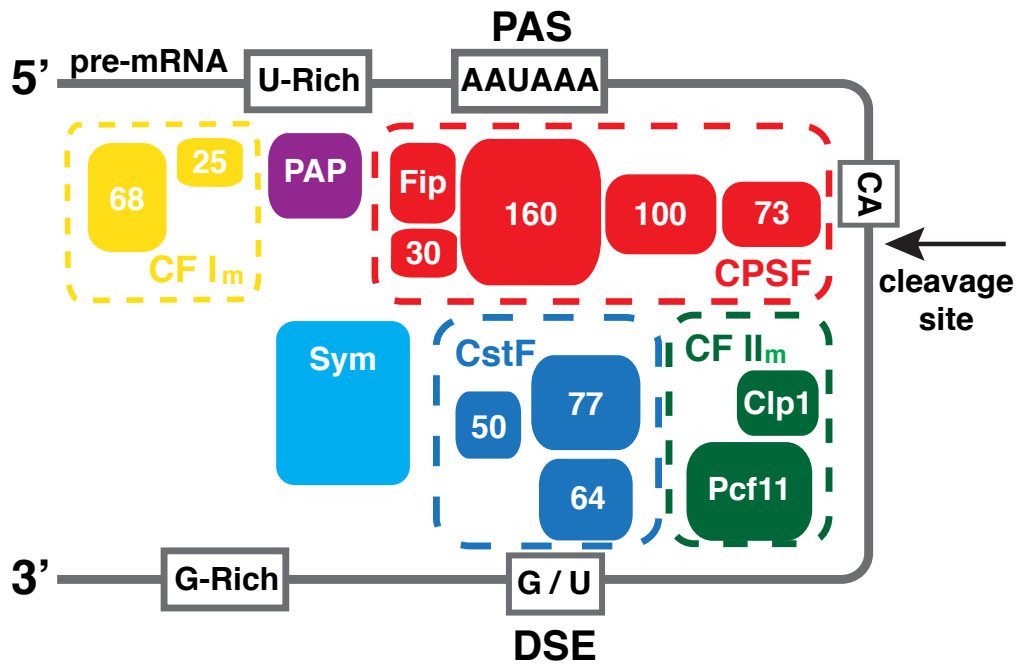 PAS
5’ pre-mRNA U-Rich AAUAAA
68 25 PAP Fip 30 160 100 73 CA
CF Im CPSF
cleavage
site
Sym CstF CF IIm
50 77 64 Clp1 Pcf11
3’ G-Rich G / U
DSE